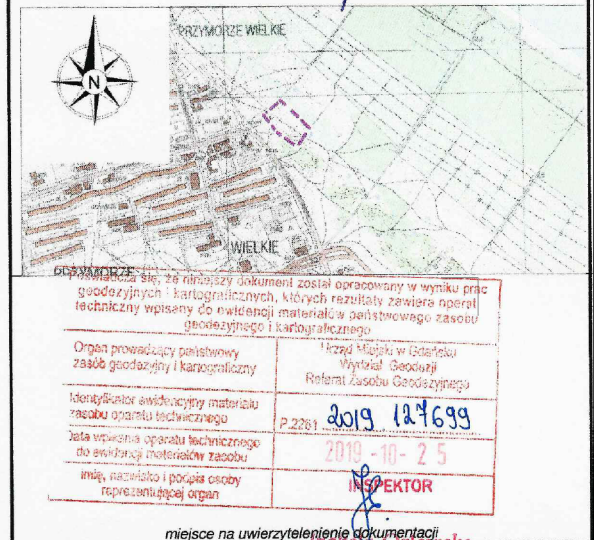 PRZYMORZE WIELKIE
N
WIELKIE
PRZYMORZE
Poświadcza się, że niniejszy dokument został opracowany w wyniku prac
geodezyjnych i kartograficznych, których rezultaty zawiera operat
techniczny wpisany do ewidencji materiałów państwowego zasobu
geodezyjnego i kartograficznego
Organ prowadzący państwowy
zasób geodezyjny i kartograficzny
Urząd Miejski w Gdańsku
Wydział Geodezji
Referat Zasobu Geodezyjnego
Identyfikator ewidencyjny materiału
zasobu operatu technicznego
P.2261 2019 127699
Data wpisania operatu technicznego
do ewidencji materiałów zasobu
2019 -10- 25
Imię, nazwisko i podpis osoby
reprezentującej organ
INSPEKTOR
miejsce na uwierzytelnienie dokumentacji